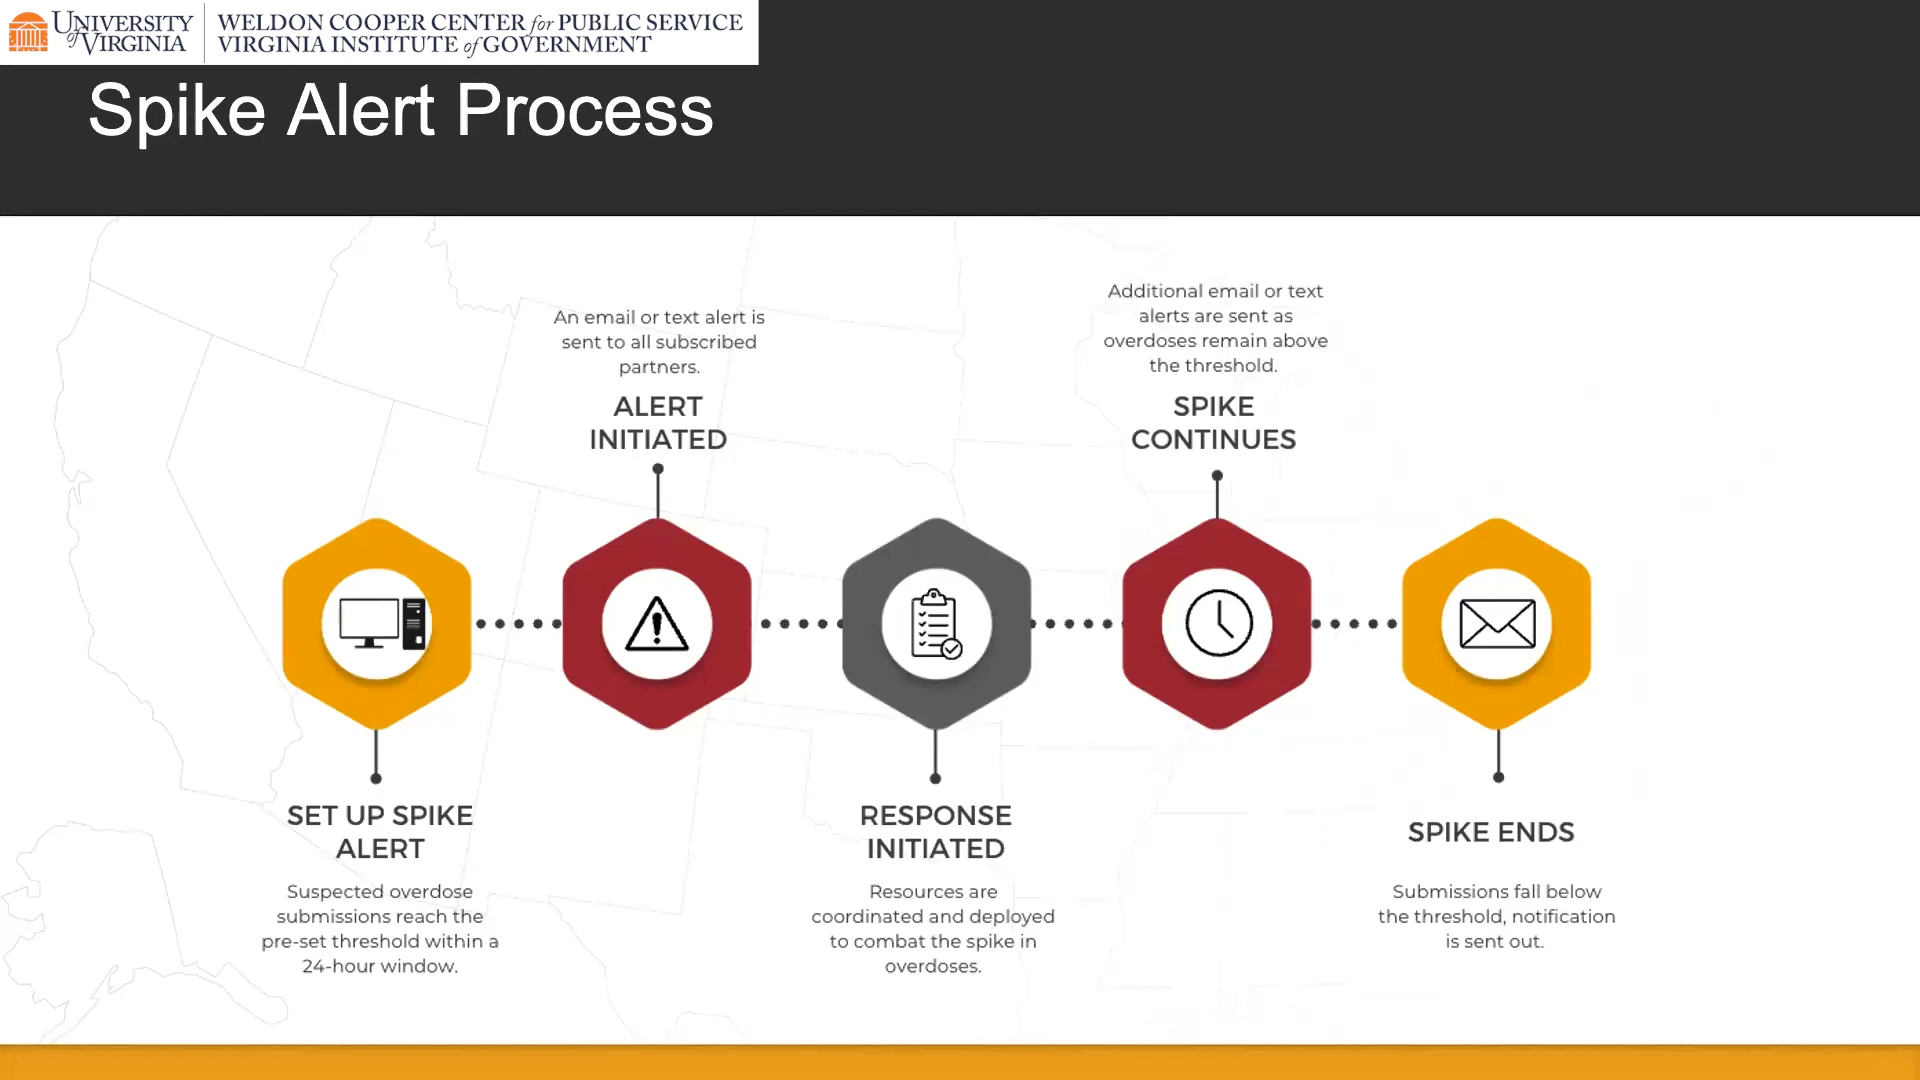 UNIVERSITY
of VIRGINIA
WELDON COOPER CENTER for PUBLIC SERVICE
VIRGINIA INSTITUTE of GOVERNMENT
Spike Alert Process
An email or text alert is
sent to all subscribed
partners.
ALERT
INITIATED
Additional email or text
alerts are sent as
overdoses remain above
the threshold.
SPIKE
CONTINUES
SET UP SPIKE
ALERT
Suspected overdose
submissions reach the
pre-set threshold within a
24-hour window.
RESPONSE
INITIATED
Resources are
coordinated and deployed
to combat the spike in
overdoses.
SPIKE ENDS
Submissions fall below
the threshold, notification
is sent out.